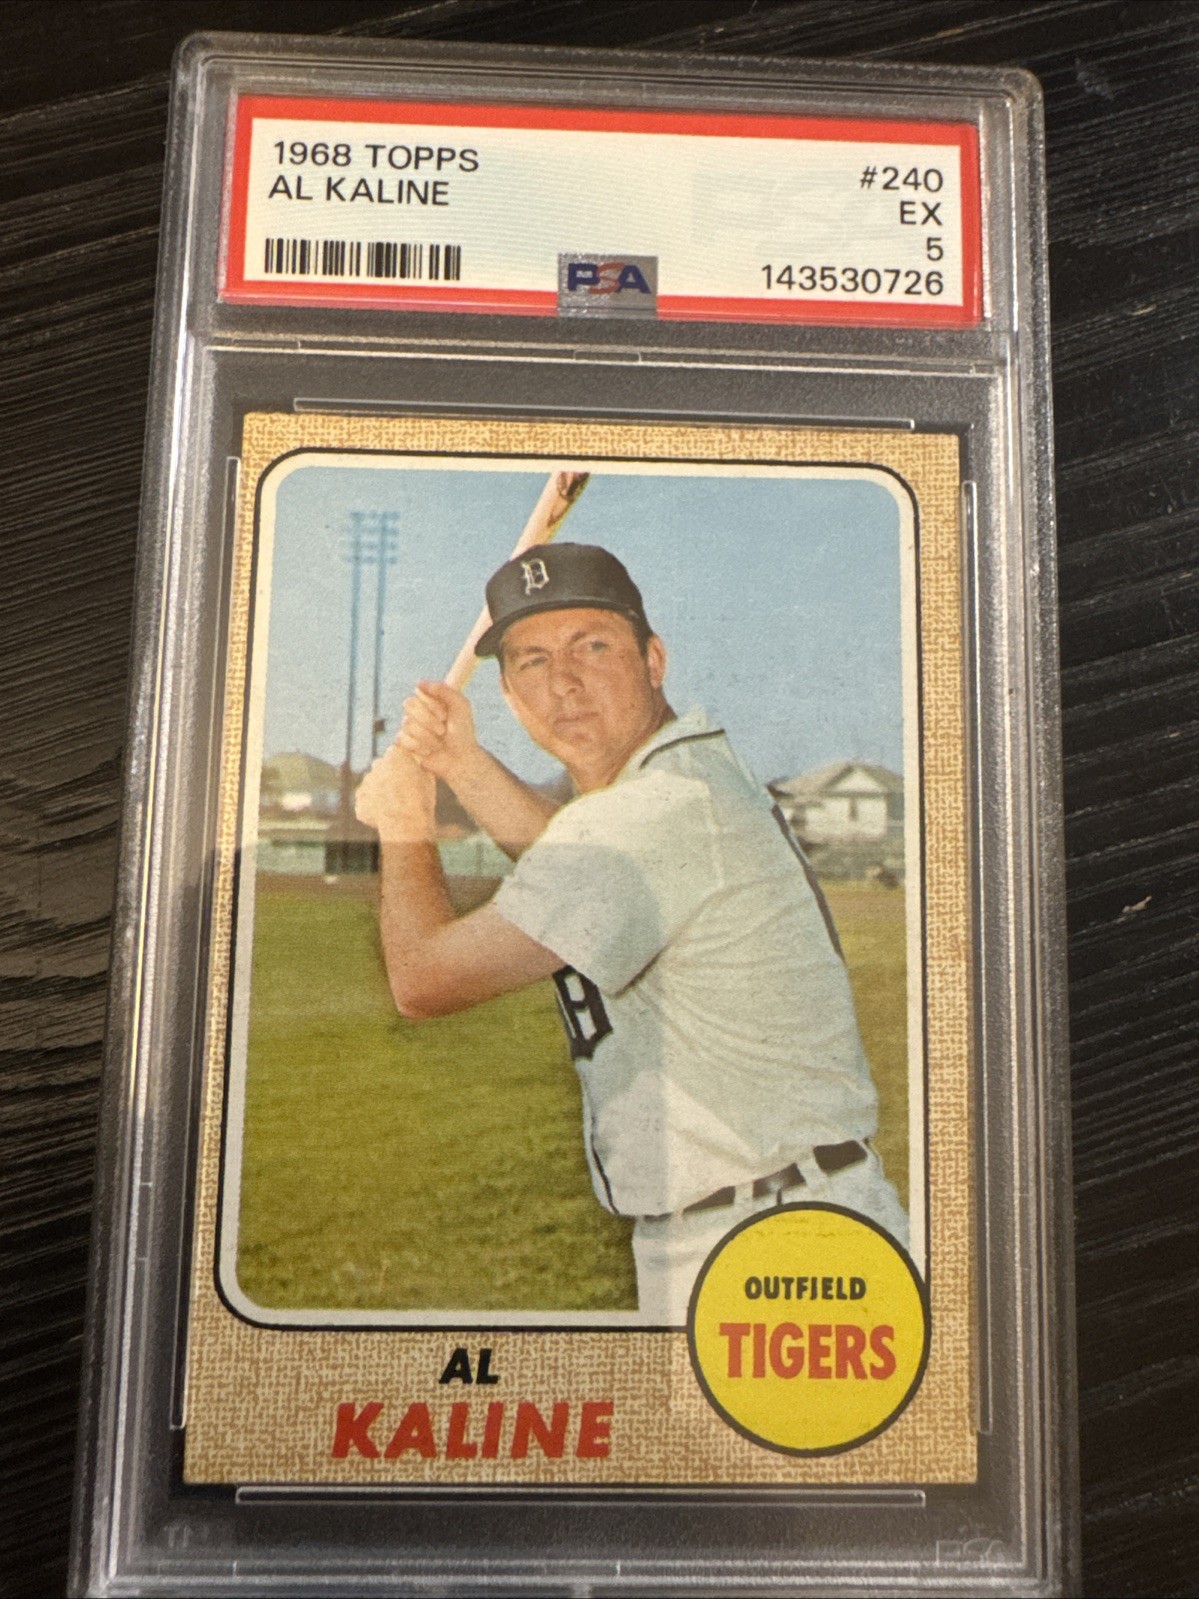 1968 TOPPS
AL KALINE
#240
EX
5
143530726
PSA
D
OUTFIELD
TIGERS
AL
KALINE